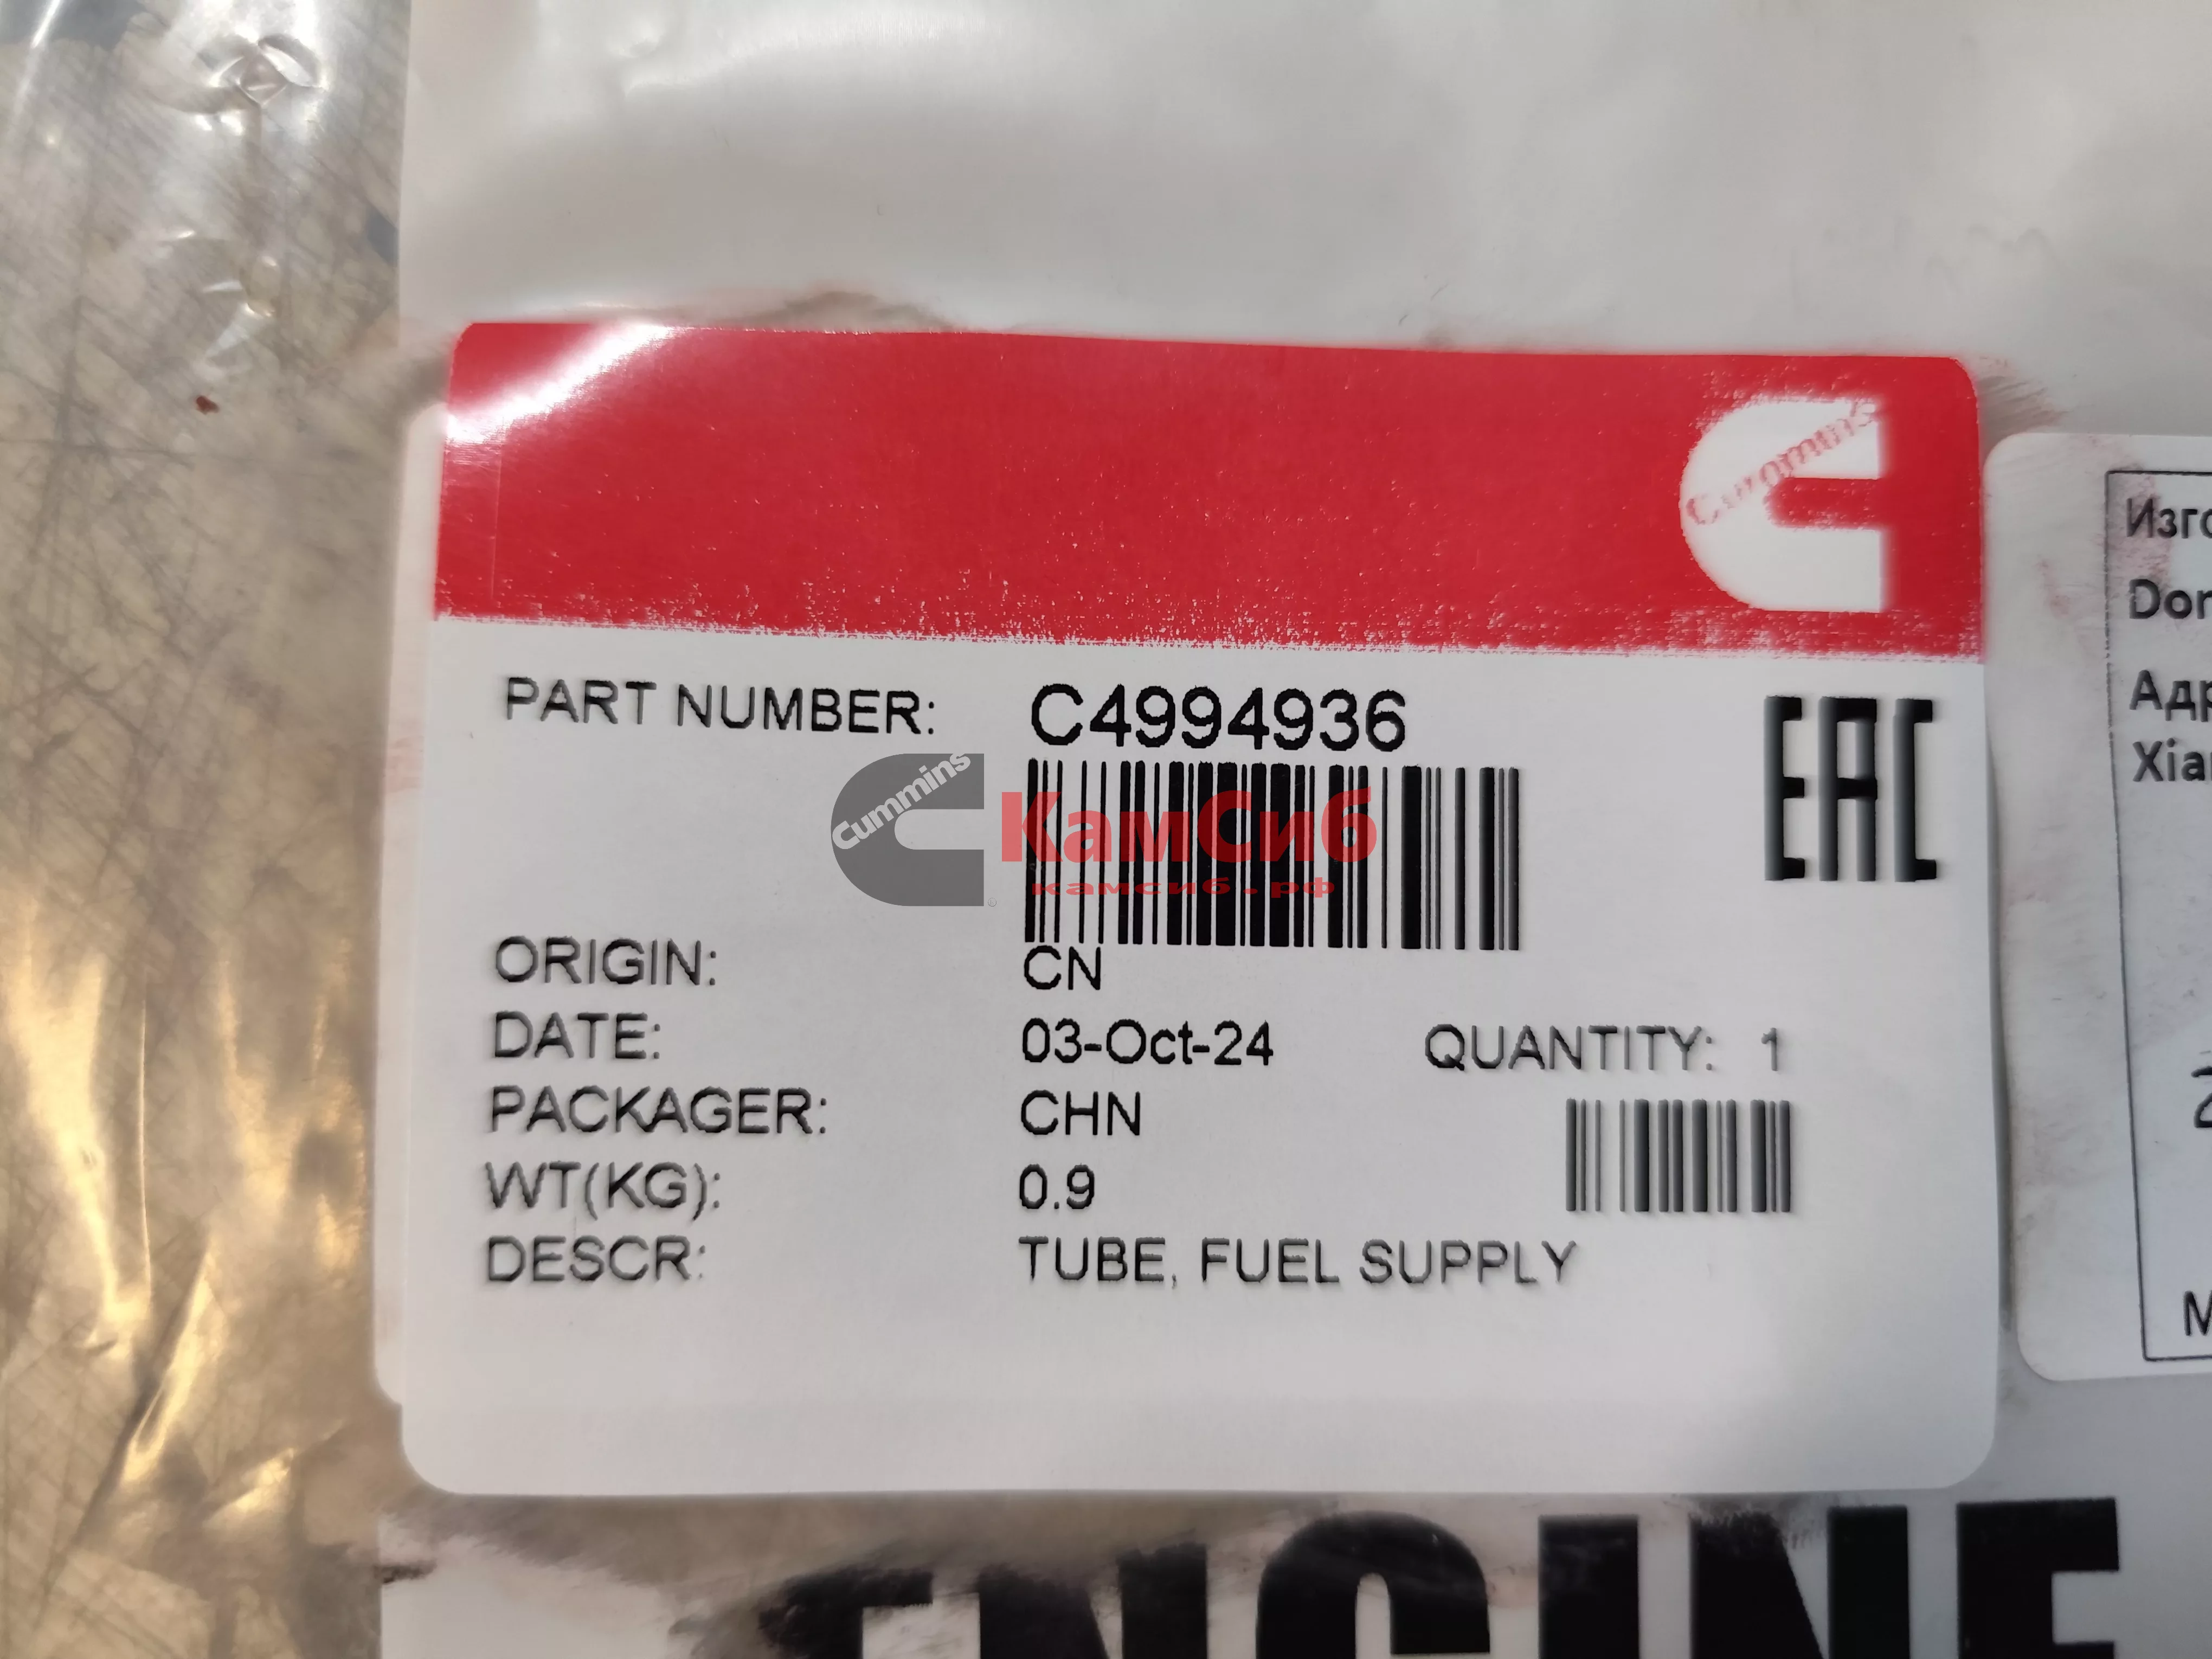 Cummins
PART NUMBER: C4994936
EAC
Cummins
КамСиб
камсиб.рф
ORIGIN: CN
DATE: 03-Oct-24 QUANTITY: 1
PACKAGER: CHN
WT(KG): 0.9
DESCR: TUBE, FUEL SUPPLY
ENGINE